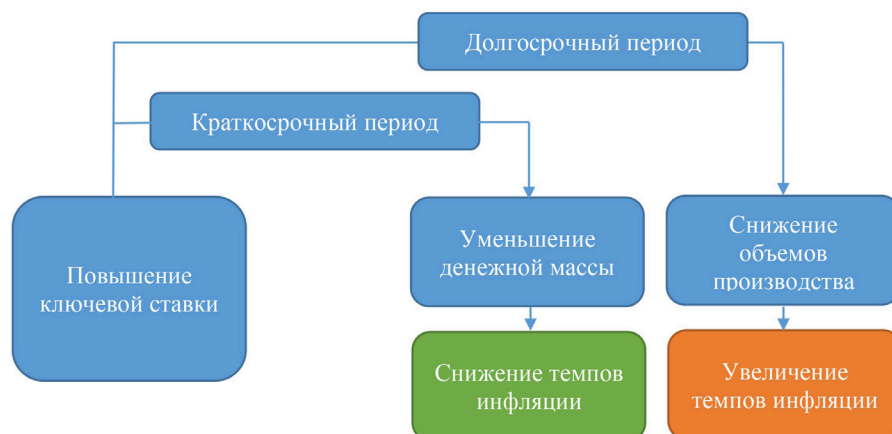 Долгосрочный период
Краткосрочный период
Повышение
ключевой ставки
Уменьшение
денежной массы
Снижение
объемов
производства
Снижение темпов
инфляции
Увеличение
темпов инфляции